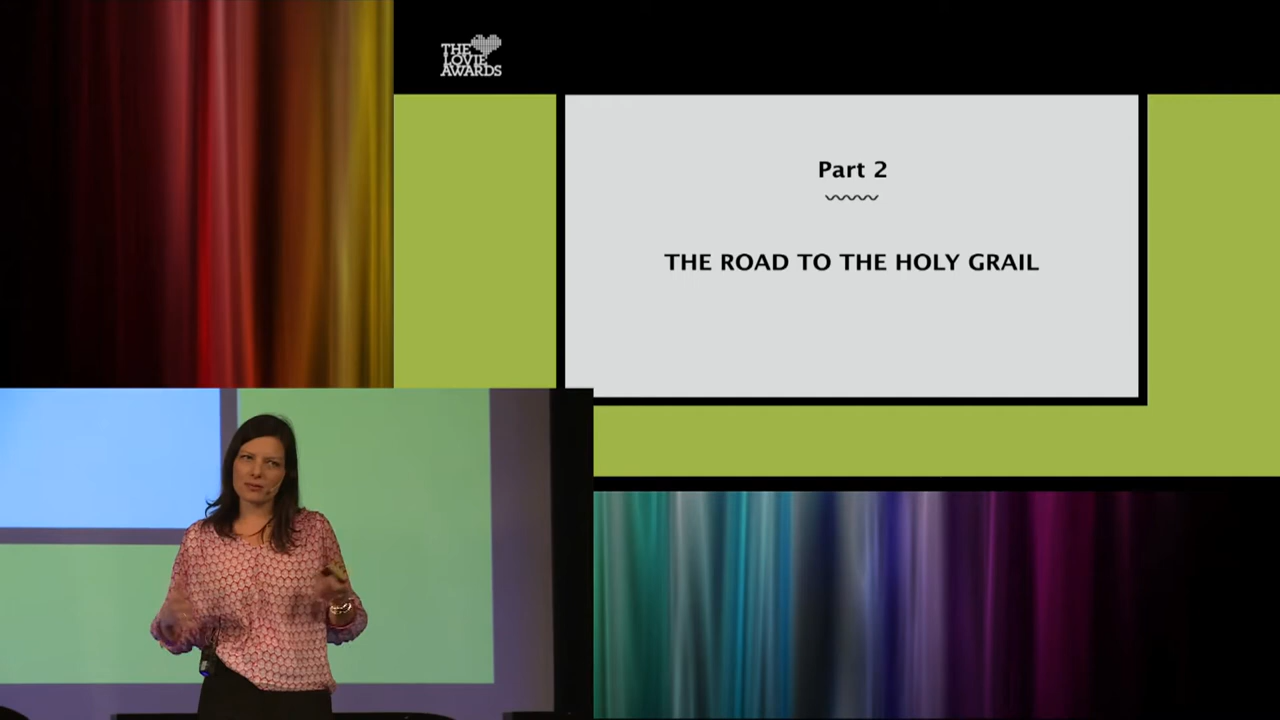 THE
LOVIE
AWARDS
Part 2
THE ROAD TO THE HOLY GRAIL